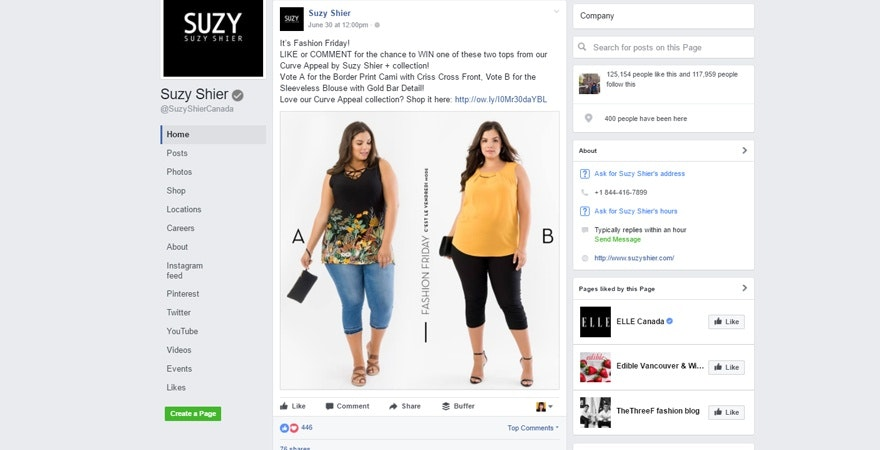 SUZY
SUZY SHIER
Suzy Shier
@SuzyShierCanada
Home
Posts
Photos
Shop
Locations
Careers
About
Instagram
feed
Pinterest
Twitter
YouTube
Videos
Events
Likes
Create a Page
SUZY
Suzy Shier
June 30 at 12:00pm ·
It's Fashion Friday!
LIKE or COMMENT for the chance to WIN one of these two tops from our
Curve Appeal by Suzy Shier + collection!
Vote A for the Border Print Cami with Criss Cross Front, Vote B for the
Sleeveless Blouse with Gold Bar Detail!
Love our Curve Appeal collection? Shop it here: http://ow.ly/I0Mr30daYBL
A
FASHION FRIDAY
C'EST LE VENDREDI MODE
B
Like
Comment
Share
Buffer
446
Top Comments
76 shares
Company
Search for posts on this Page
125,154 people like this and 117,959 people
follow this
400 people have been here
About
Ask for Suzy Shier's address
+1 844-416-7899
Ask for Suzy Shier's hours
Typically replies within an hour
Send Message
http://www.suzyshier.com/
Pages liked by this Page
ELLE
ELLE Canada
Like
edible
Edible Vancouver & Wi...
Like
TheThreeF fashion blog
Like